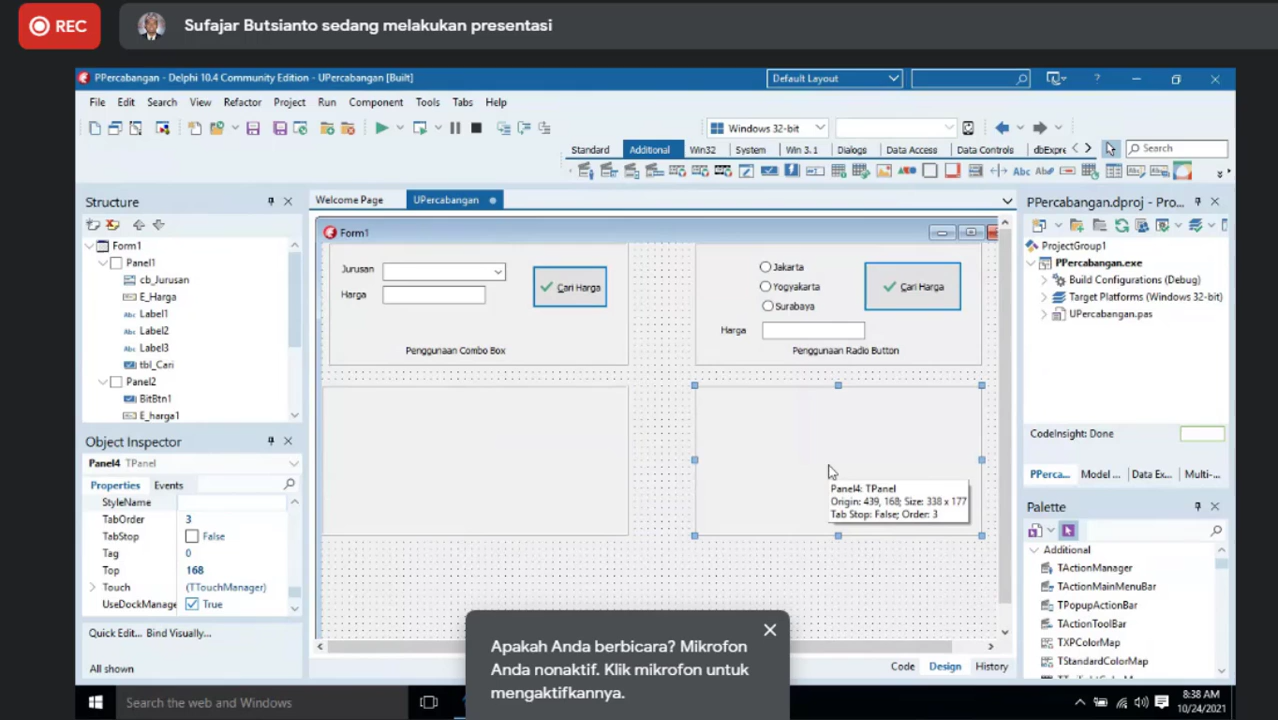 REC
Sufajar Butsianto sedang melakukan presentasi
PPercabangan - Delphi 10.4 Community Edition - UPercabangan [Built]
Default Layout
?
File Edit Search View Refactor Project Run Component Tools Tabs Help
Windows 32-bit
Standard Additional Win32 System Win 3.1 Dialogs Data Access Data Controls dbExpre
Search
Structure
Welcome Page UPercabangan
PPercabangan.dproj - Pro...
Form1
Panel1
cb_Jurusan
E_Harga
Label1
Label2
Label3
tbl_Cari
Panel2
BitBtn1
E_harga1
Form1
Jurusan
Harga
Cari Harga
Penggunaan Combo Box
Jakarta
Yogyakarta
Surabaya
Cari Harga
Harga
Penggunaan Radio Button
Panel4: TPanel
Origin: 439, 168; Size: 338 x 177
Tab Stop: False; Order: 3
ProjectGroup1
PPercabangan.exe
Build Configurations (Debug)
Target Platforms (Windows 32-bit)
UPercabangan.pas
CodeInsight: Done
PPerca... Model ... Data Ex... Multi-...
Object Inspector
Panel4 TPanel
Properties Events
StyleName
TabOrder 3
TabStop False
Tag 0
Top 168
Touch (TTouchManager)
UseDockManage True
Quick Edit... Bind Visually...
All shown
Palette
Additional
TActionManager
TActionMainMenuBar
TPopupActionBar
TActionToolBar
TXPColorMap
TStandardColorMap
Code Design History
Apakah Anda berbicara? Mikrofon
Anda nonaktif. Klik mikrofon untuk
mengaktifkannya.
Search the web and Windows
8:38 AM
10/24/2021